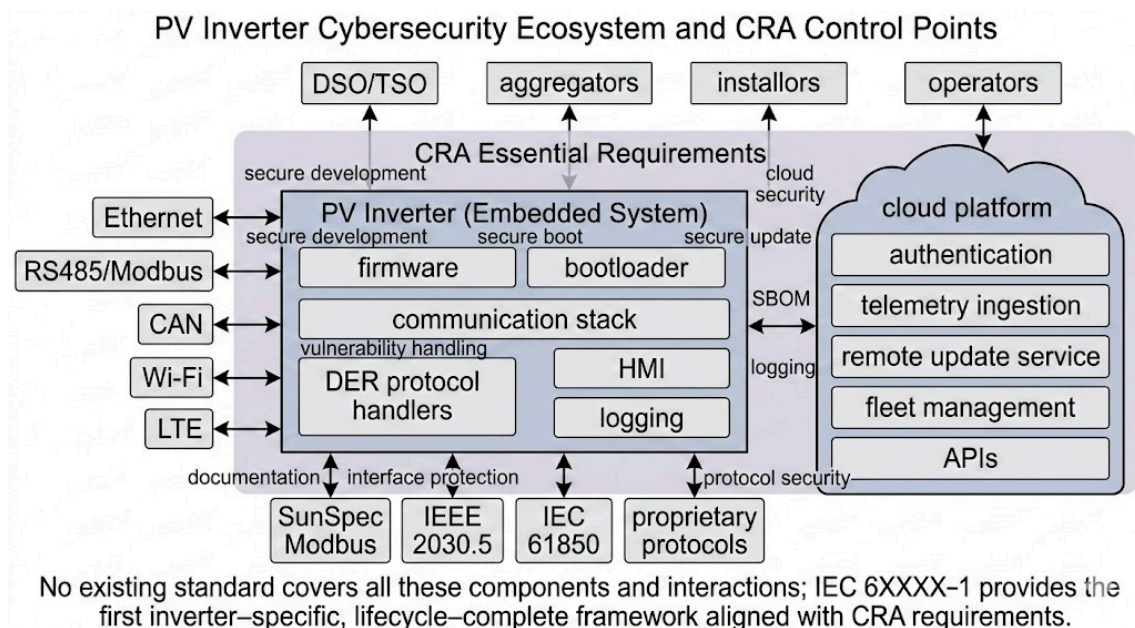 PV Inverter Cybersecurity Ecosystem and CRA Control Points
DSO/TSO
aggregators
installors
operators
CRA Essential Requirements
secure development
cloud
security
Ethernet
RS485/Modbus
CAN
Wi-Fi
LTE
PV Inverter (Embedded System)
secure development
secure boot
secure update
firmware
bootloader
communication stack
vulnerability handling
DER protocol
handlers
HMI
logging
SBOM
logging
cloud platform
authentication
telemetry ingestion
remote update service
fleet management
APIs
documentation
interface protection
protocol security
SunSpec
Modbus
IEEE
2030.5
IEC
61850
proprietary
protocols
No existing standard covers all these components and interactions; IEC 6XXXX–1 provides the
first inverter–specific, lifecycle–complete framework aligned with CRA requirements.